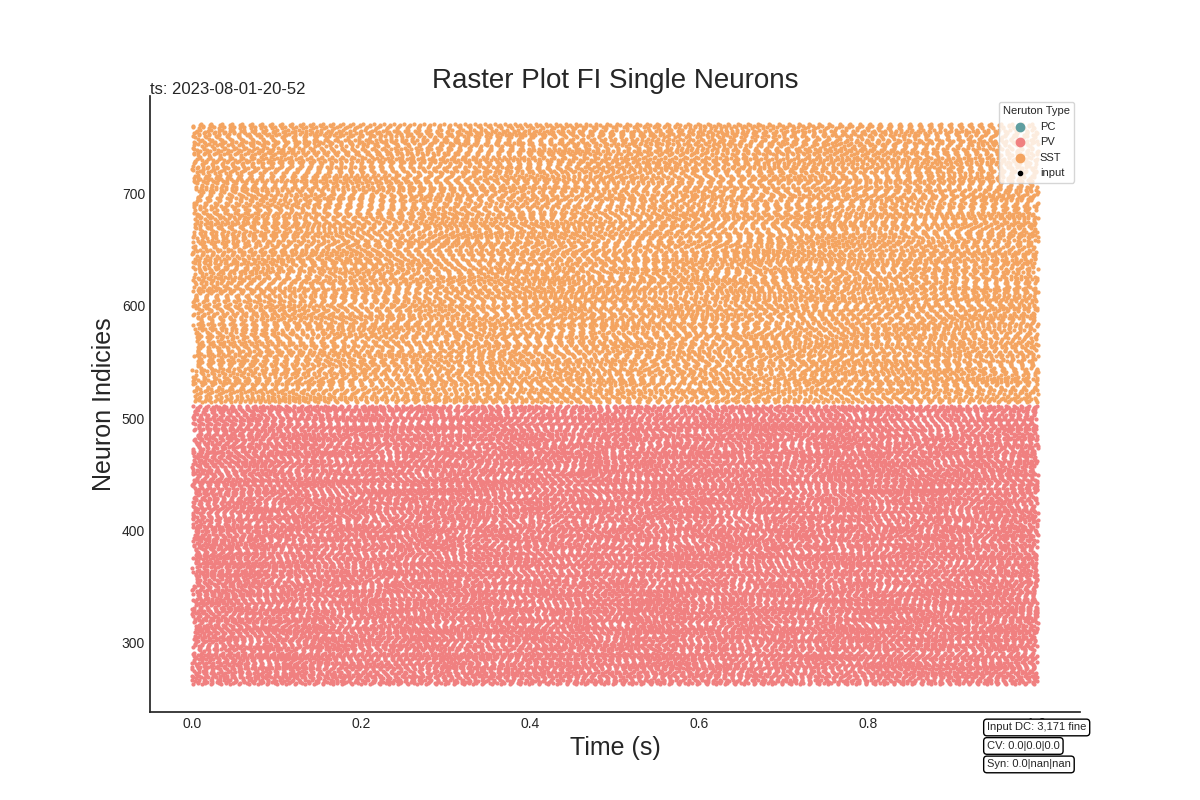 Raster Plot FI Single Neurons
ts: 2023-08-01-20-52
Neruton Type
PC
PV
SST
input
700
600
500
400
300
Neuron Indicies
0.0 0.2 0.4 0.6 0.8
Time (s)
Input DC: 3,171 fine
CV: 0.0|0.0|0.0
Syn: 0.0|nan|nan